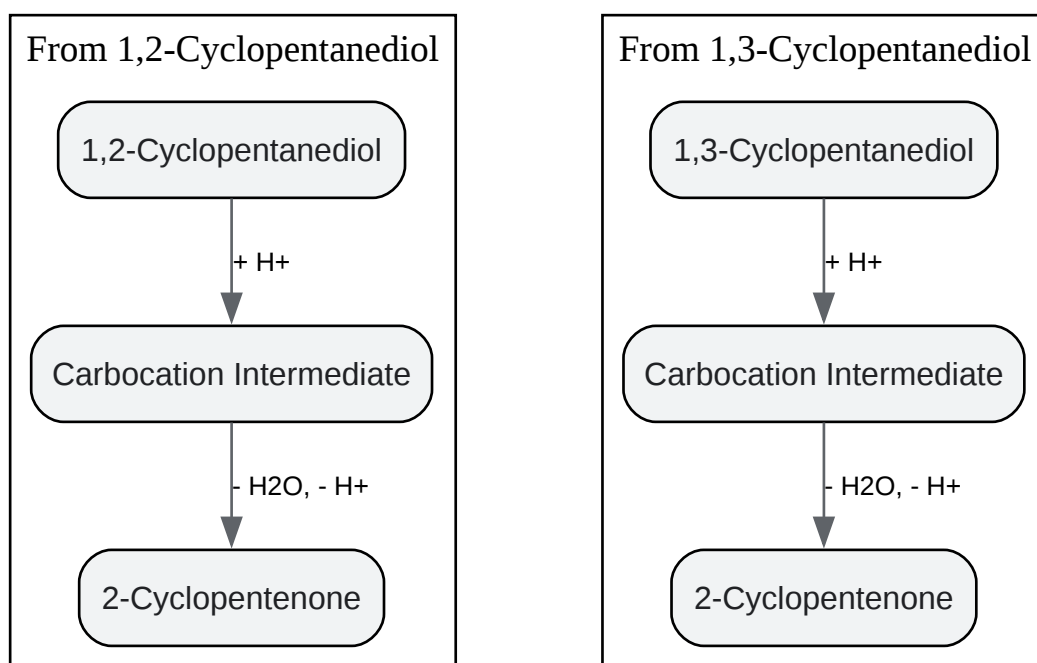 From 1,2-Cyclopentanediol
1,2-Cyclopentanediol
+ H+
Carbocation Intermediate
- H2O, - H+
2-Cyclopentenone
From 1,3-Cyclopentanediol
1,3-Cyclopentanediol
+ H+
Carbocation Intermediate
- H2O, - H+
2-Cyclopentenone